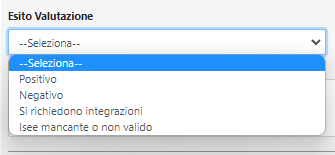 Esito Valutazione
--Seleziona--
--Seleziona--
Positivo
Negativo
Si richiedono integrazioni
Isee mancante o non valido